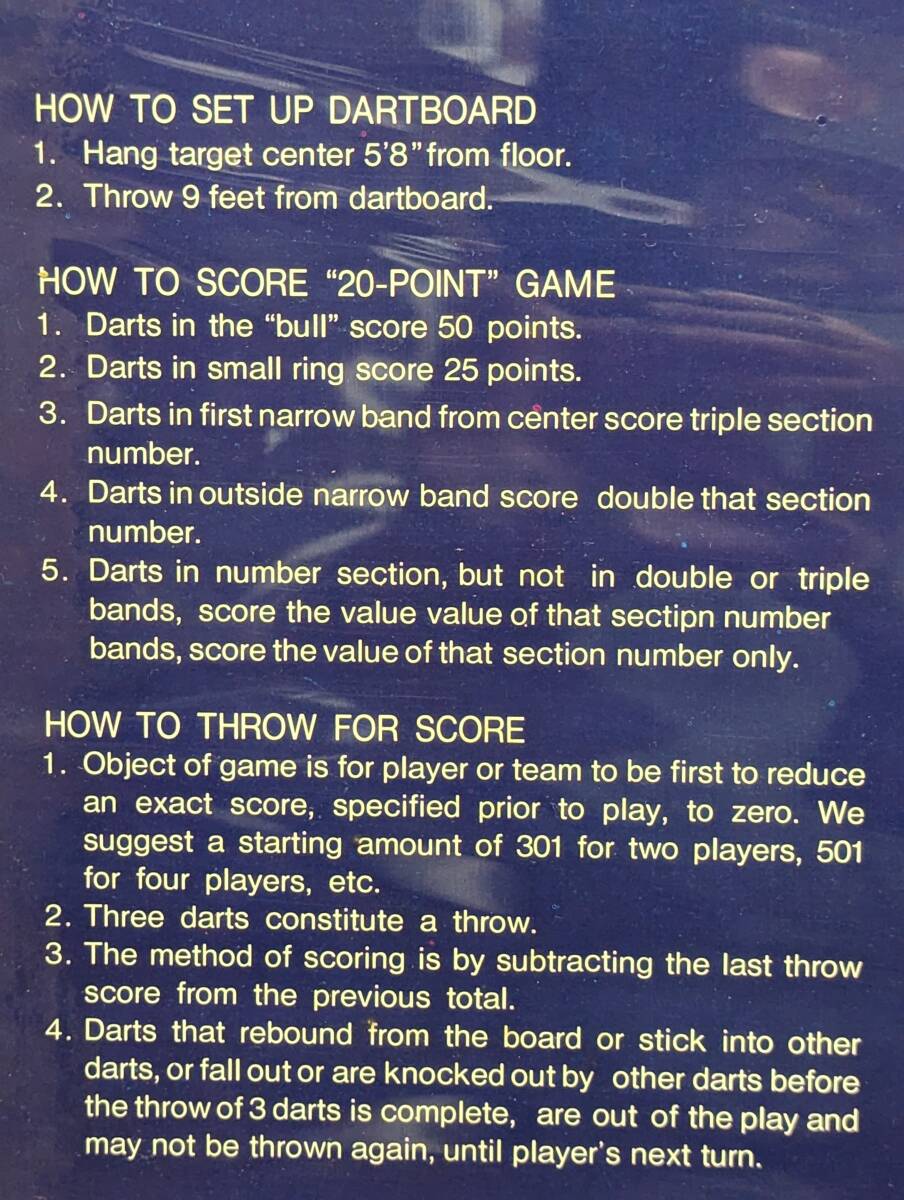 HOW TO SET UP DARTBOARD
1. Hang target center 5'8" from floor.
2. Throw 9 feet from dartboard.
HOW TO SCORE “20-POINT” GAME
1. Darts in the “bull” score 50 points.
2. Darts in small ring score 25 points.
3. Darts in first narrow band from center score triple section
number.
4. Darts in outside narrow band score double that section
number.
5. Darts in number section, but not in double or triple
bands, score the value value of that sectipn number
bands, score the value of that section number only.
HOW TO THROW FOR SCORE
1. Object of game is for player or team to be first to reduce
an exact score, specified prior to play, to zero. We
suggest a starting amount of 301 for two players, 501
for four players, etc.
2. Three darts constitute a throw.
3. The method of scoring is by subtracting the last throw
score from the previous total.
4. Darts that rebound from the board or stick into other
darts, or fall out or are knocked out by other darts before
the throw of 3 darts is complete, are out of the play and
may not be thrown again, until player's next turn.